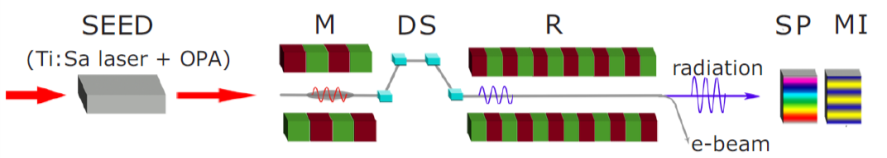 SEED
(Ti:Sa laser + OPA)
M
DS
R
radiation
e-beam
SP
MI